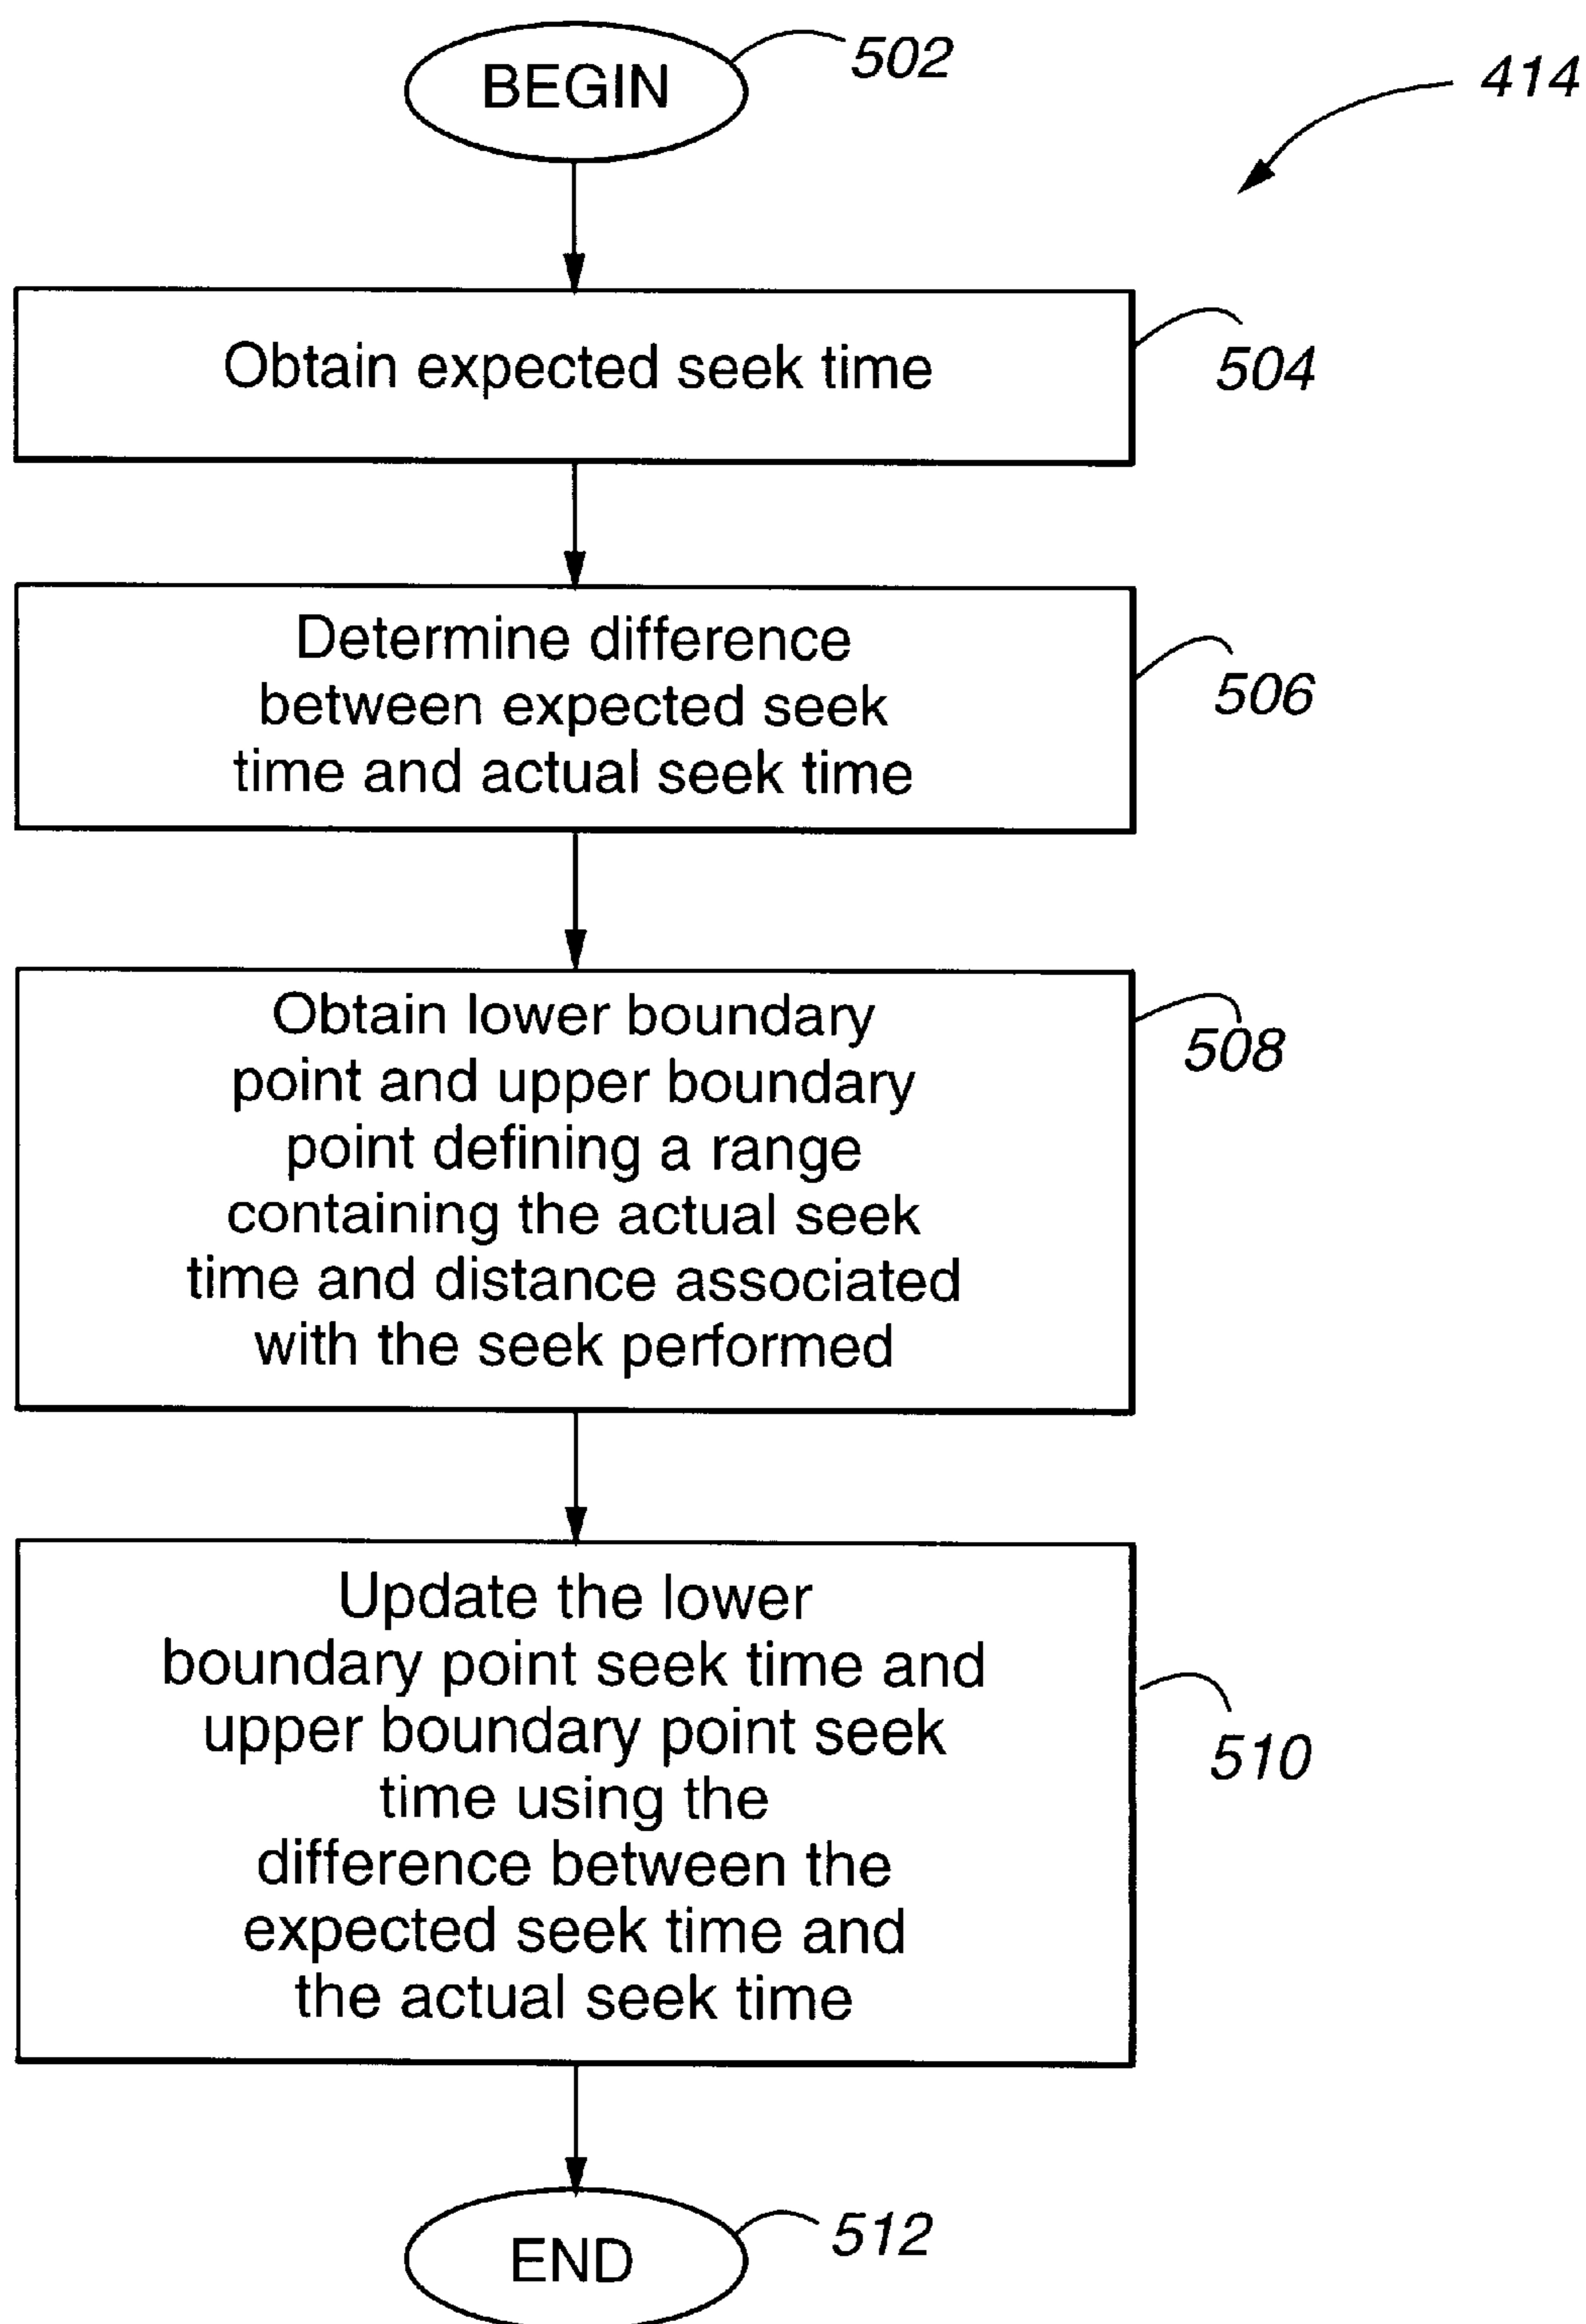 BEGIN
502
414
Obtain expected seek time
504
Determine difference
between expected seek
time and actual seek time
506
Obtain lower boundary
point and upper boundary
point defining a range
containing the actual seek
time and distance associated
with the seek performed
508
Update the lower
boundary point seek time and
upper boundary point seek
time using the
difference between the
expected seek time and
the actual seek time
510
END
512